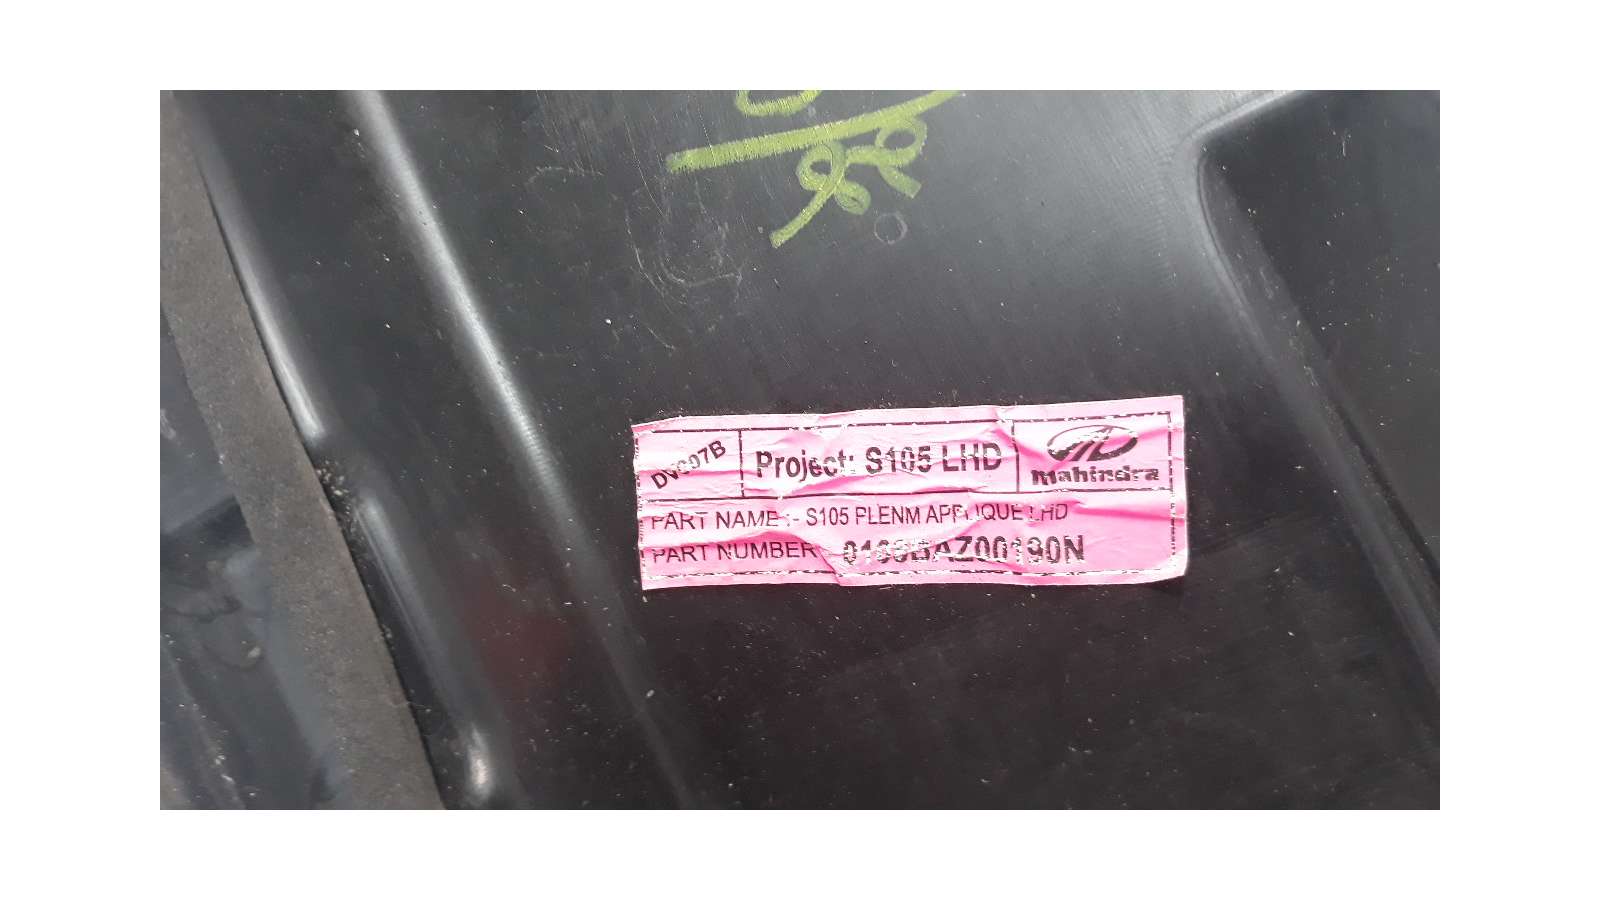 DVC07B
Project: S105 LHD
mahindra
PART NAME :- S105 PLENM APPLIQUE LHD
PART NUMBER